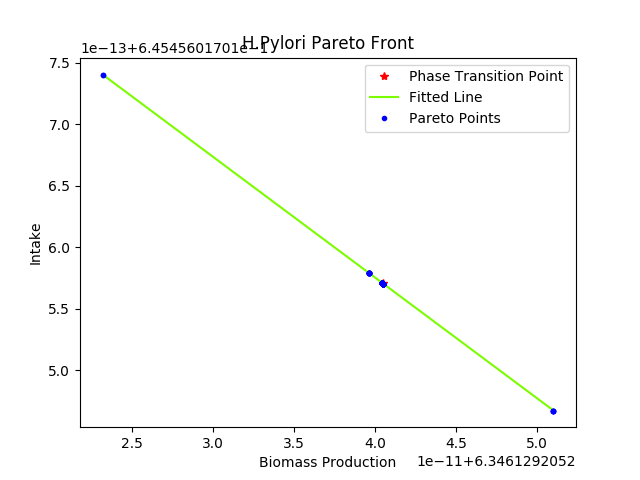 H.Pylori Pareto Front
1e−13+6.4545601701e−1
7.5
7.0
6.5
6.0
5.5
5.0
Intake
Phase Transition Point
Fitted Line
Pareto Points
2.5
3.0
3.5
4.0
4.5
5.0
Biomass Production
1e−11+6.3461292052